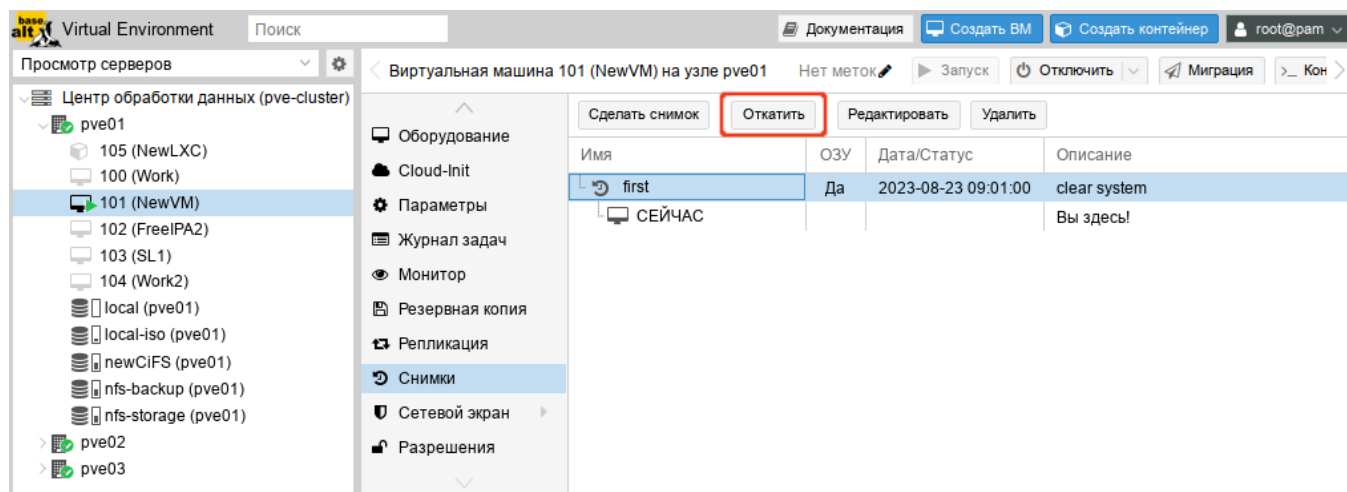 base alt Virtual Environment Поиск Документация Создать ВМ Создать контейнер root@pam
Просмотр серверов
Центр обработки данных (pve-cluster)
pve01
105 (NewLXC)
100 (Work)
101 (NewVM)
102 (FreeIPA2)
103 (SL1)
104 (Work2)
local (pve01)
local-iso (pve01)
newCiFS (pve01)
nfs-backup (pve01)
nfs-storage (pve01)
pve02
pve03
Виртуальная машина 101 (NewVM) на узле pve01 Нет меток Запуск Отключить Миграция >_ Кон
Оборудование
Cloud-Init
Параметры
Журнал задач
Монитор
Резервная копия
Репликация
Снимки
Сетевой экран
Разрешения
Сделать снимок Откатить Редактировать Удалить
Имя ОЗУ Дата/Статус Описание
first Да 2023-08-23 09:01:00 clear system
СЕЙЧАС Вы здесь!